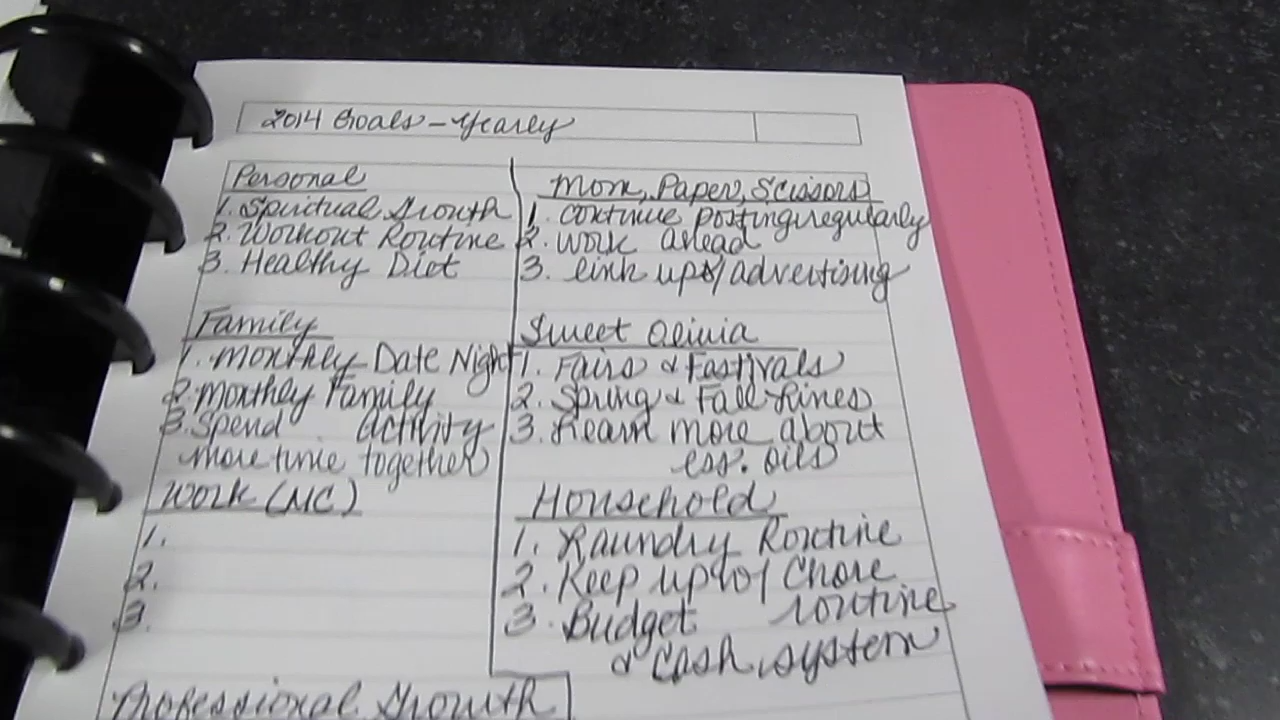 2014 Goals - Yearly
Personal
1. Spiritual Growth
2. Workout Routine
3. Healthy Diet
Mom, Paper, Scissors
1. continue posting regularly
2. work ahead
3. link ups/advertising
Family
1. Monthly Date Night
2. Monthly Family
activity
3. Spend
more time together
Sweet Olivia
1. Fairs & Fastivals
2. Spring & Fall Lines
3. Learn more about
ess. oils
Work (MC)
1.
2.
3.
Household
1. Laundry Routine
2. Keep up w/ Chore
routine
3. Budget
& cash system
Professional Growth